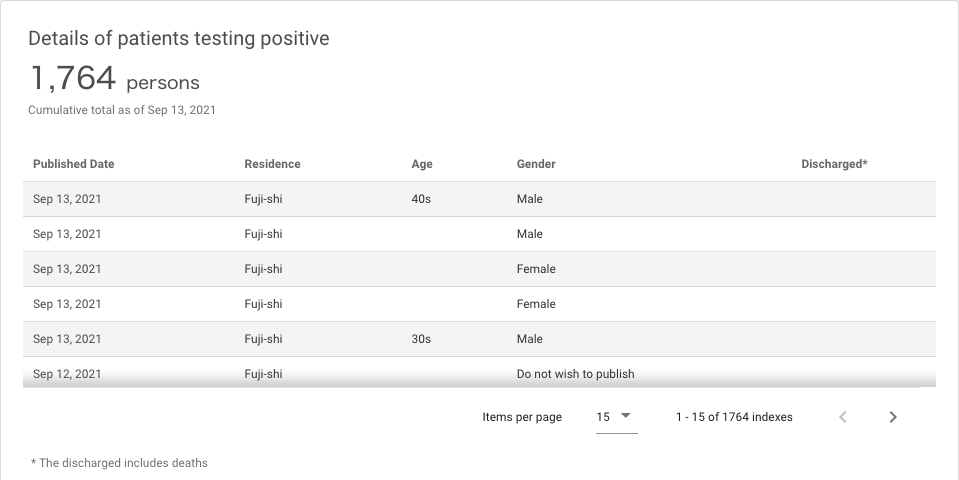 Details of patients testing positive
1,764 persons
Cumulative total as of Sep 13, 2021
Published Date Residence Age Gender Discharged*
Sep 13, 2021 Fuji-shi 40s Male
Sep 13, 2021 Fuji-shi Male
Sep 13, 2021 Fuji-shi Female
Sep 13, 2021 Fuji-shi Female
Sep 13, 2021 Fuji-shi 30s Male
Sep 12, 2021 Fuji-shi Do not wish to publish
Items per page 15 1 - 15 of 1764 indexes
* The discharged includes deaths